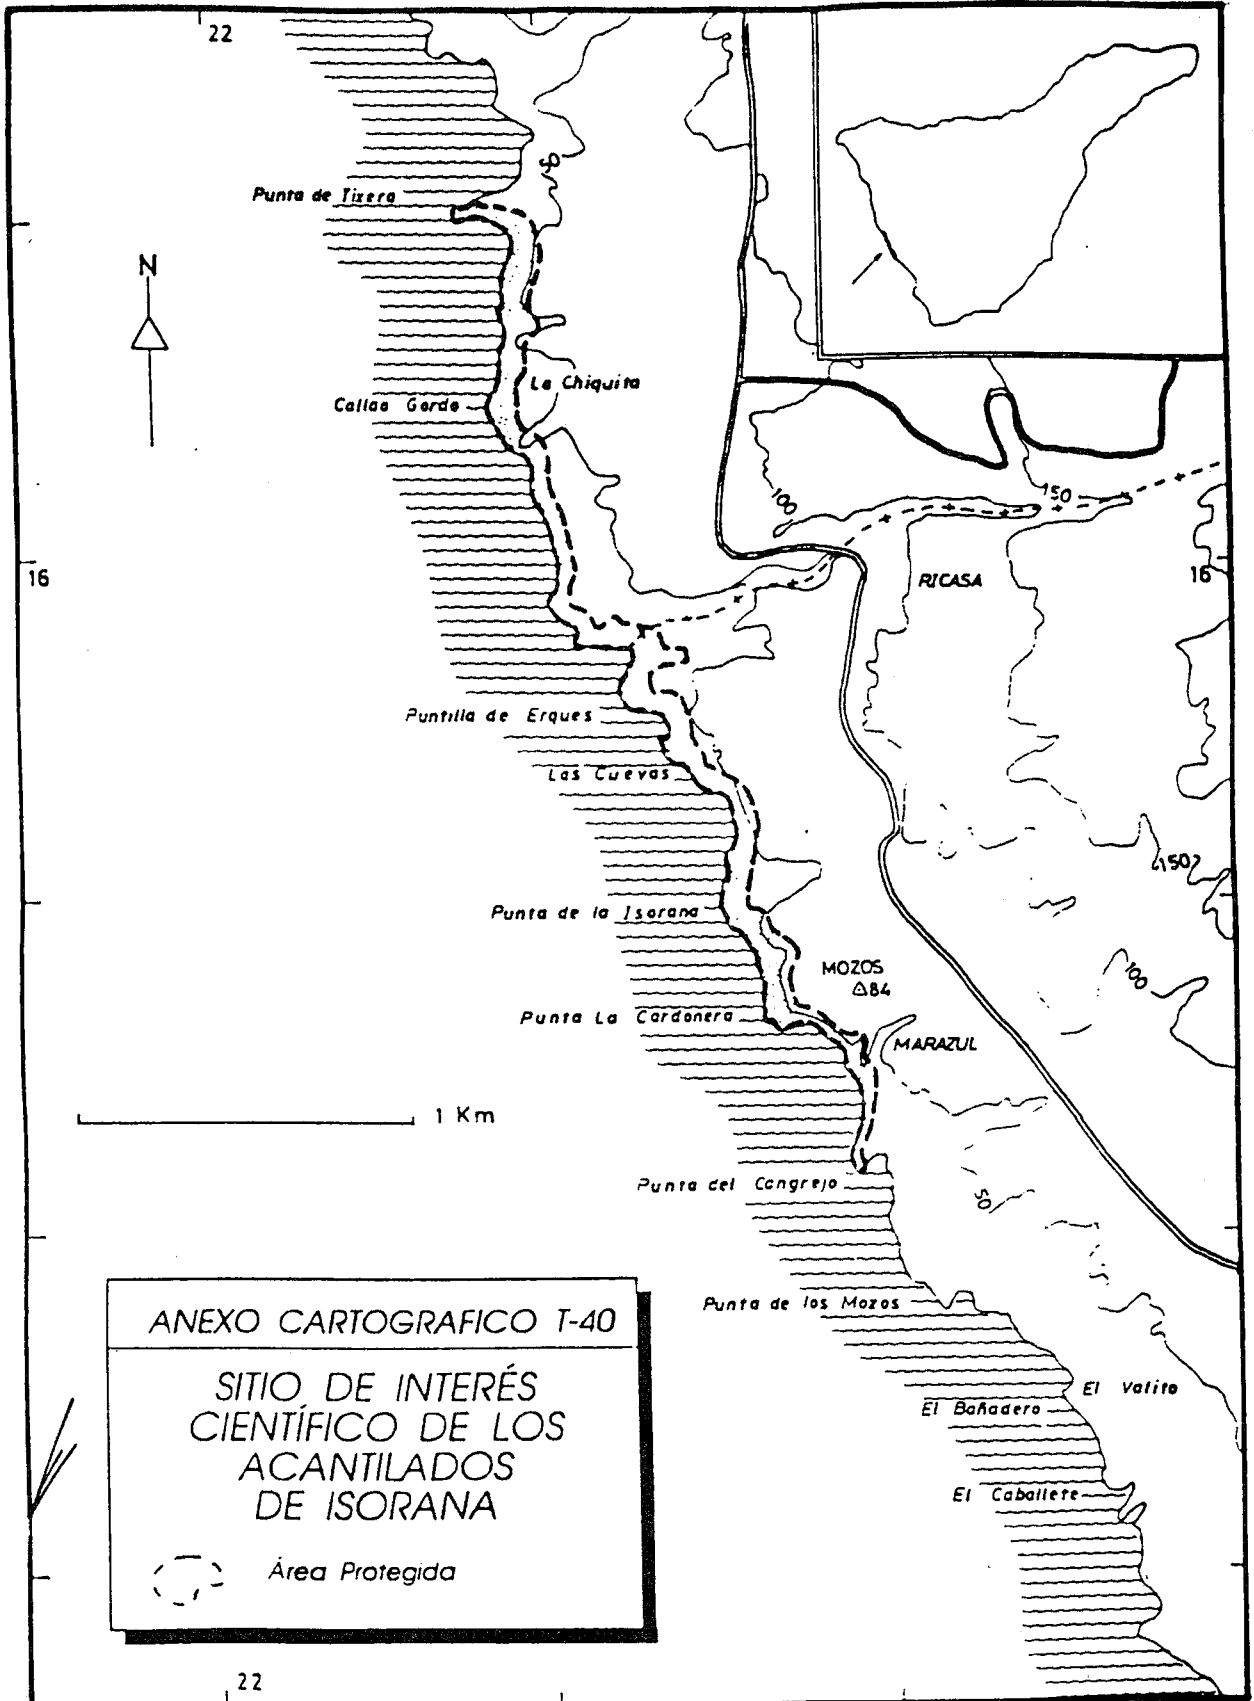 22
Punta de Tixera
N
La Chiquita
Callao Gordo
100
150
16
RICASA
16
Puntilla de Erques
Las Cuevas
150
Punta de la Isorana
MOZOS
84
100
Punta La Cardonera
MARAZUL
1 Km
Punta del Cangrejo
50
Punta de los Mozos
ANEXO CARTOGRAFICO T-40
SITIO DE INTERÉS
CIENTÍFICO DE LOS
ACANTILADOS
DE ISORANA
El Valito
El Bañadero
El Caballete
Área Protegida
22